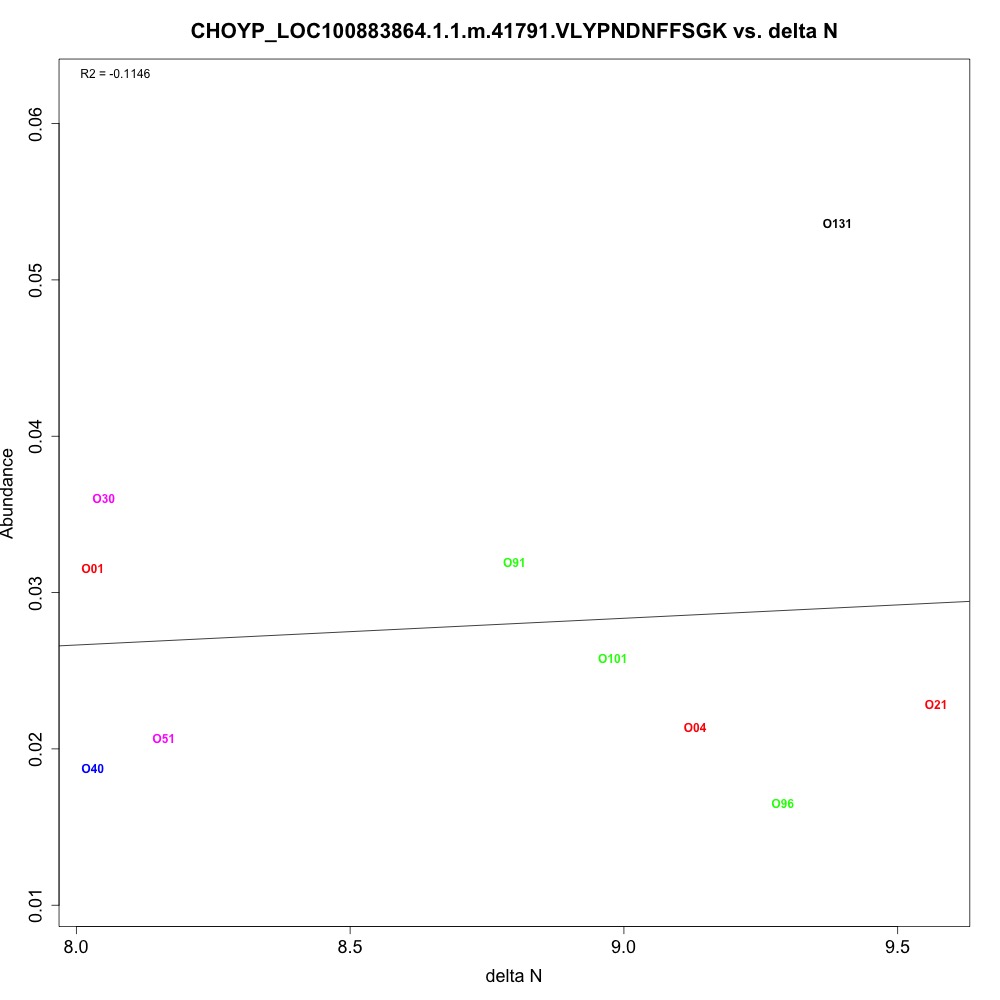 CHOYP_LOC100883864.1.1.m.41791.VLYPNDNFFSGK vs. delta N
R2 = -0.1146
0.06
O131
0.05
0.04
Abundance
O30
O91
O01
0.03
O101
O21
O04
O51
0.02
O40
O96
0.01
8.0 8.5 9.0 9.5
delta N